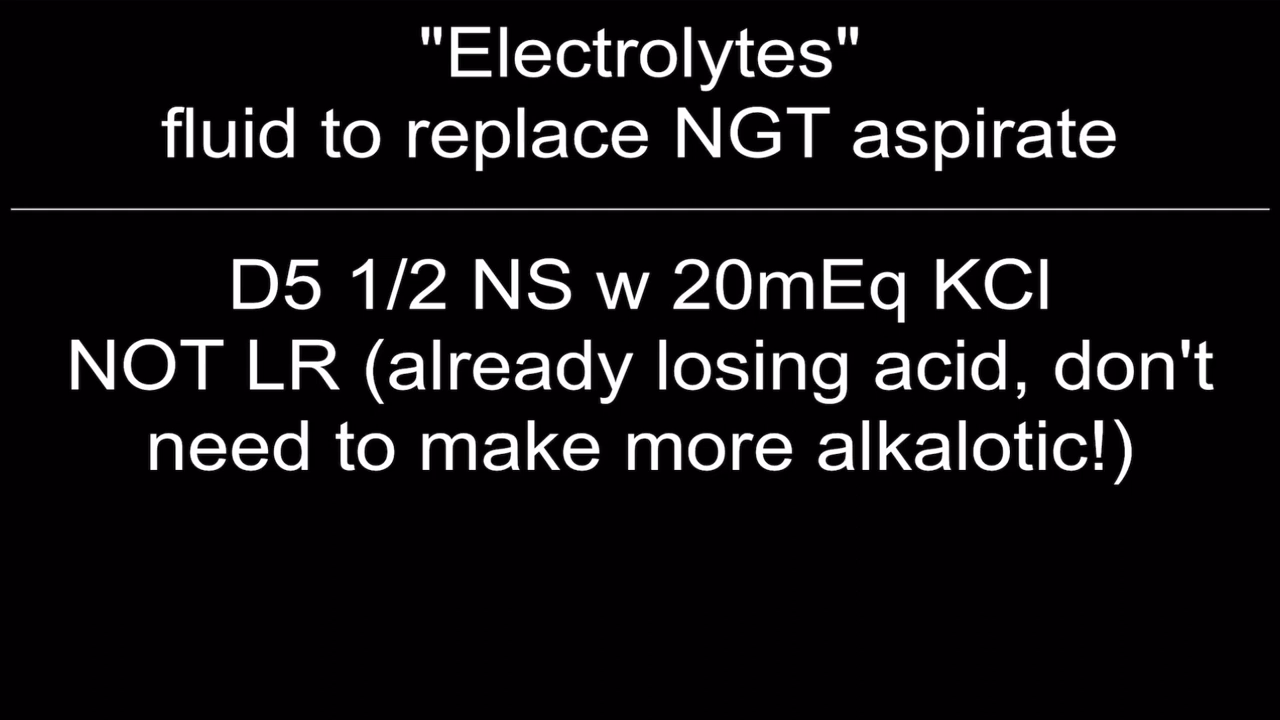 "Electrolytes"
fluid to replace NGT aspirate
D5 1/2 NS w 20mEq KCl
NOT LR (already losing acid, don't
need to make more alkalotic!)